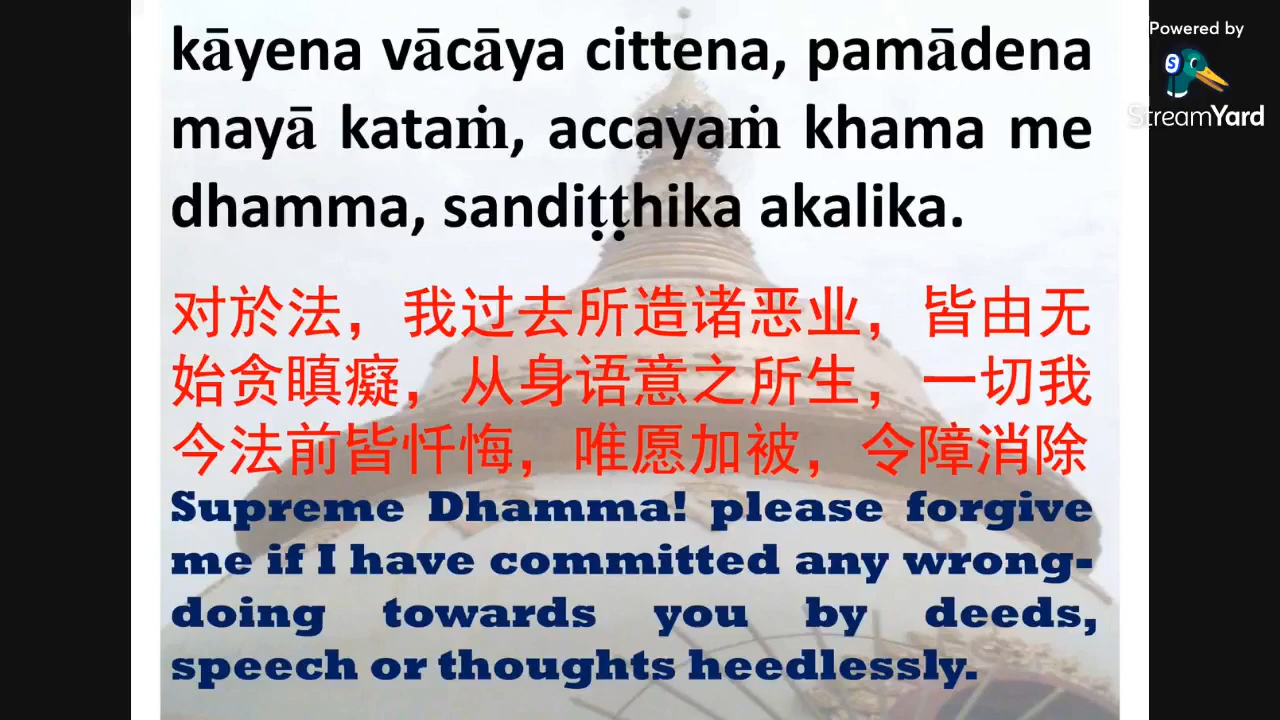 kāyena vācāya cittena, pamādena
mayā kataṁ, accayaṁ khama me
dhamma, sandiṭṭhika akalika.
对於法，我过去所造诸恶业，皆由无
始贪瞋癡，从身语意之所生，一切我
今法前皆忏悔，唯愿加被，令障消除
Supreme Dhamma! please forgive
me if I have committed any wrong-
doing towards you by deeds,
speech or thoughts heedlessly.
Powered by
S
StreamYard